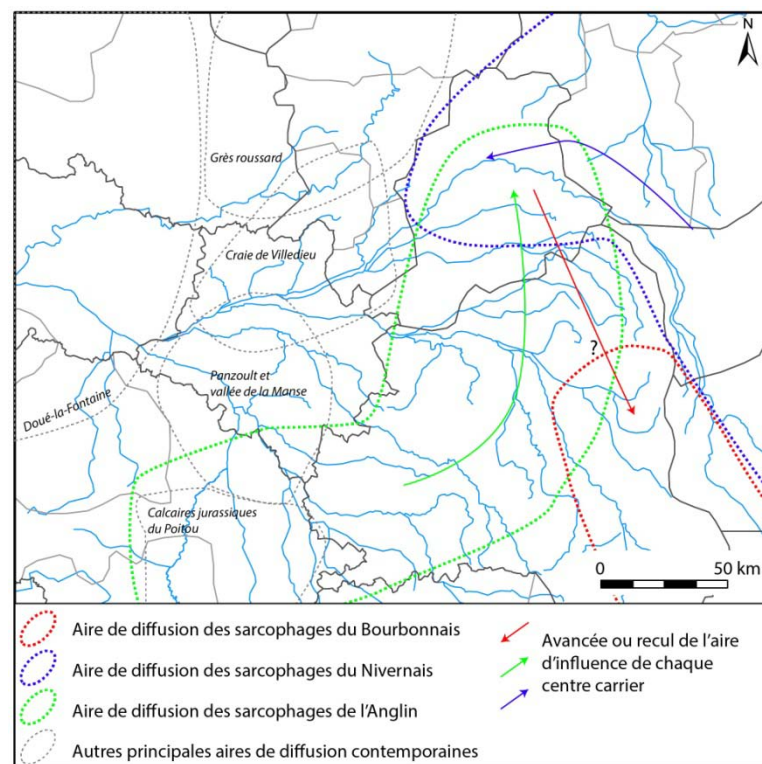 N
Grès roussard
Craie de Villedieu
?
Panzoult et
vallée de la Manse
Doué-la-Fontaine
Calcaires jurassiques
du Poitou
0 50 km
Aire de diffusion des sarcophages du Bourbonnais
Aire de diffusion des sarcophages du Nivernais
Aire de diffusion des sarcophages de l'Anglin
Autres principales aires de diffusion contemporaines
Avancée ou recul de l'aire
d'influence de chaque
centre carrier